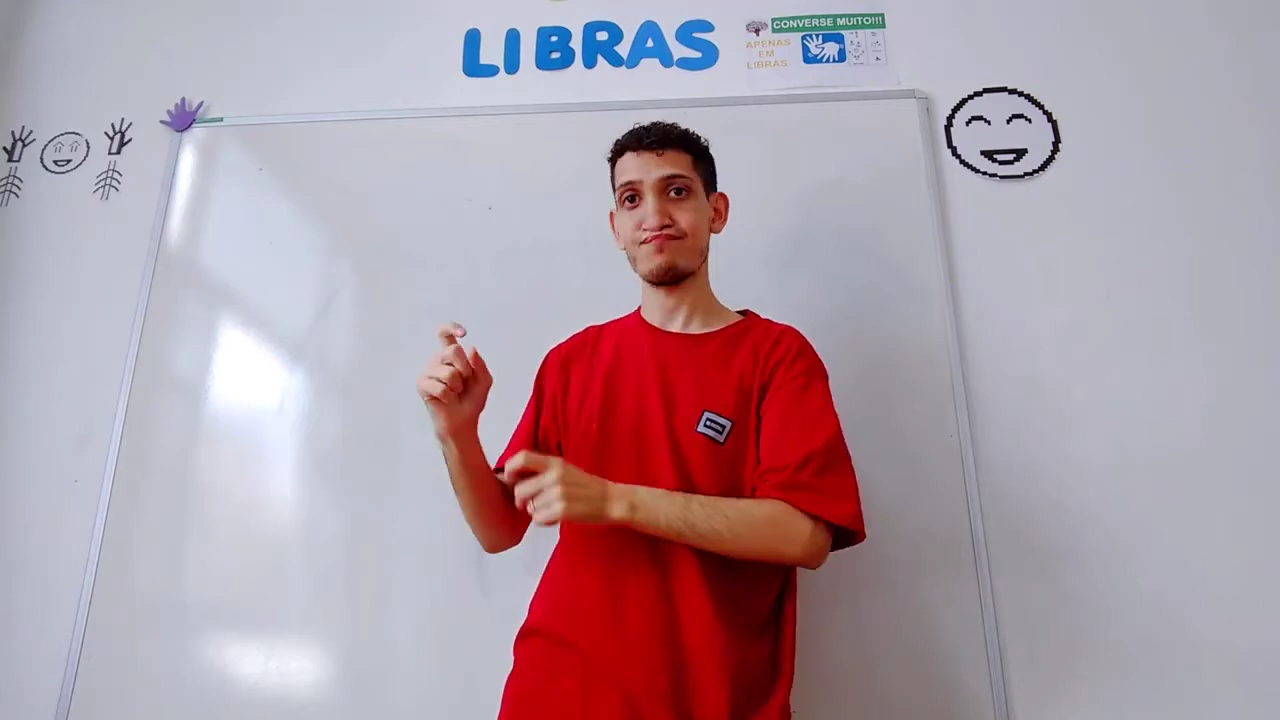 LIBRAS
CONVERSE MUITO!!!
APENAS
EM
LIBRAS